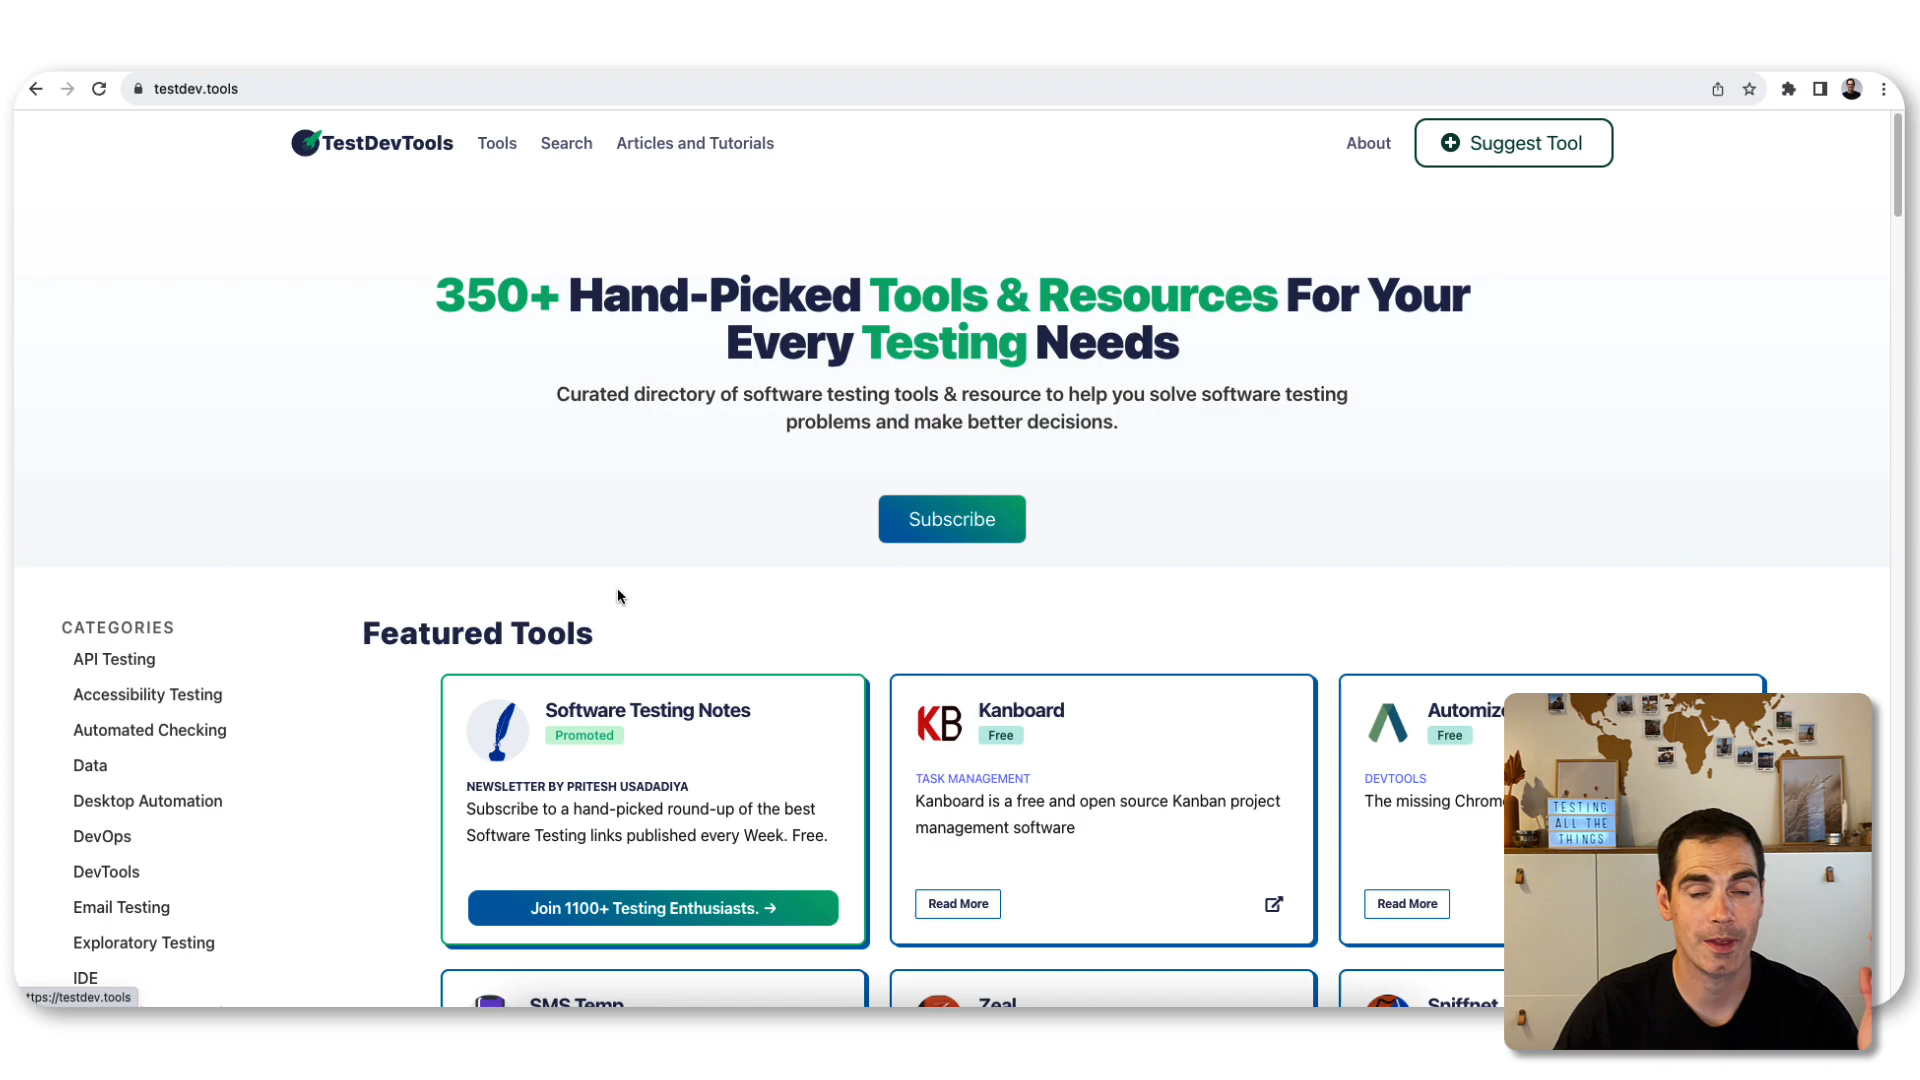 testdev.tools
TestDevTools
Tools
Search
Articles and Tutorials
About
Suggest Tool
350+ Hand-Picked Tools & Resources For Your
Every Testing Needs
Curated directory of software testing tools & resource to help you solve software testing
problems and make better decisions.
Subscribe
CATEGORIES
API Testing
Accessibility Testing
Automated Checking
Data
Desktop Automation
DevOps
DevTools
Email Testing
Exploratory Testing
IDE
ttps://testdev.tools
Featured Tools
Software Testing Notes
Promoted
NEWSLETTER BY PRITESH USADADIYA
Subscribe to a hand-picked round-up of the best
Software Testing links published every Week. Free.
Join 1100+ Testing Enthusiasts. →
KB
Kanboard
Free
TASK MANAGEMENT
Kanboard is a free and open source Kanban project
management software
Read More
Automize
Free
DEVTOOLS
The missing Chrom
Read More
SMS Temp
Zeal
Sniffnet
TESTING
ALL THE
THINGS